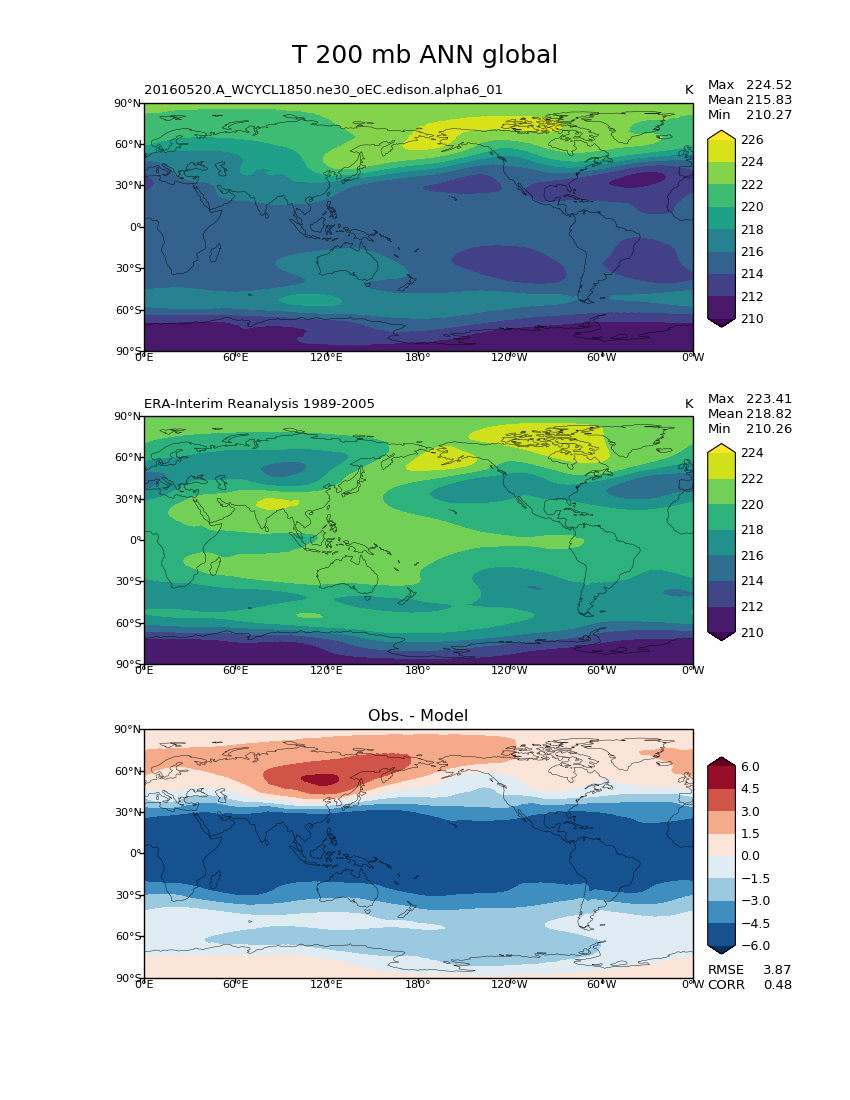 T 200 mb ANN global
20160520.A_WCYCL1850.ne30_oEC.edison.alpha6_01 K
Max 224.52
Mean 215.83
Min 210.27
90°N
60°N
30°N
0°
30°S
60°S
90°S
0°E 60°E 120°E 180° 120°W 60°W 0°W
226
224
222
220
218
216
214
212
210
ERA-Interim Reanalysis 1989-2005 K
Max 223.41
Mean 218.82
Min 210.26
90°N
60°N
30°N
0°
30°S
60°S
90°S
0°E 60°E 120°E 180° 120°W 60°W 0°W
224
222
220
218
216
214
212
210
Obs. - Model
90°N
60°N
30°N
0°
30°S
60°S
90°S
0°E 60°E 120°E 180° 120°W 60°W 0°W
6.0
4.5
3.0
1.5
0.0
−1.5
−3.0
−4.5
−6.0
RMSE 3.87
CORR 0.48